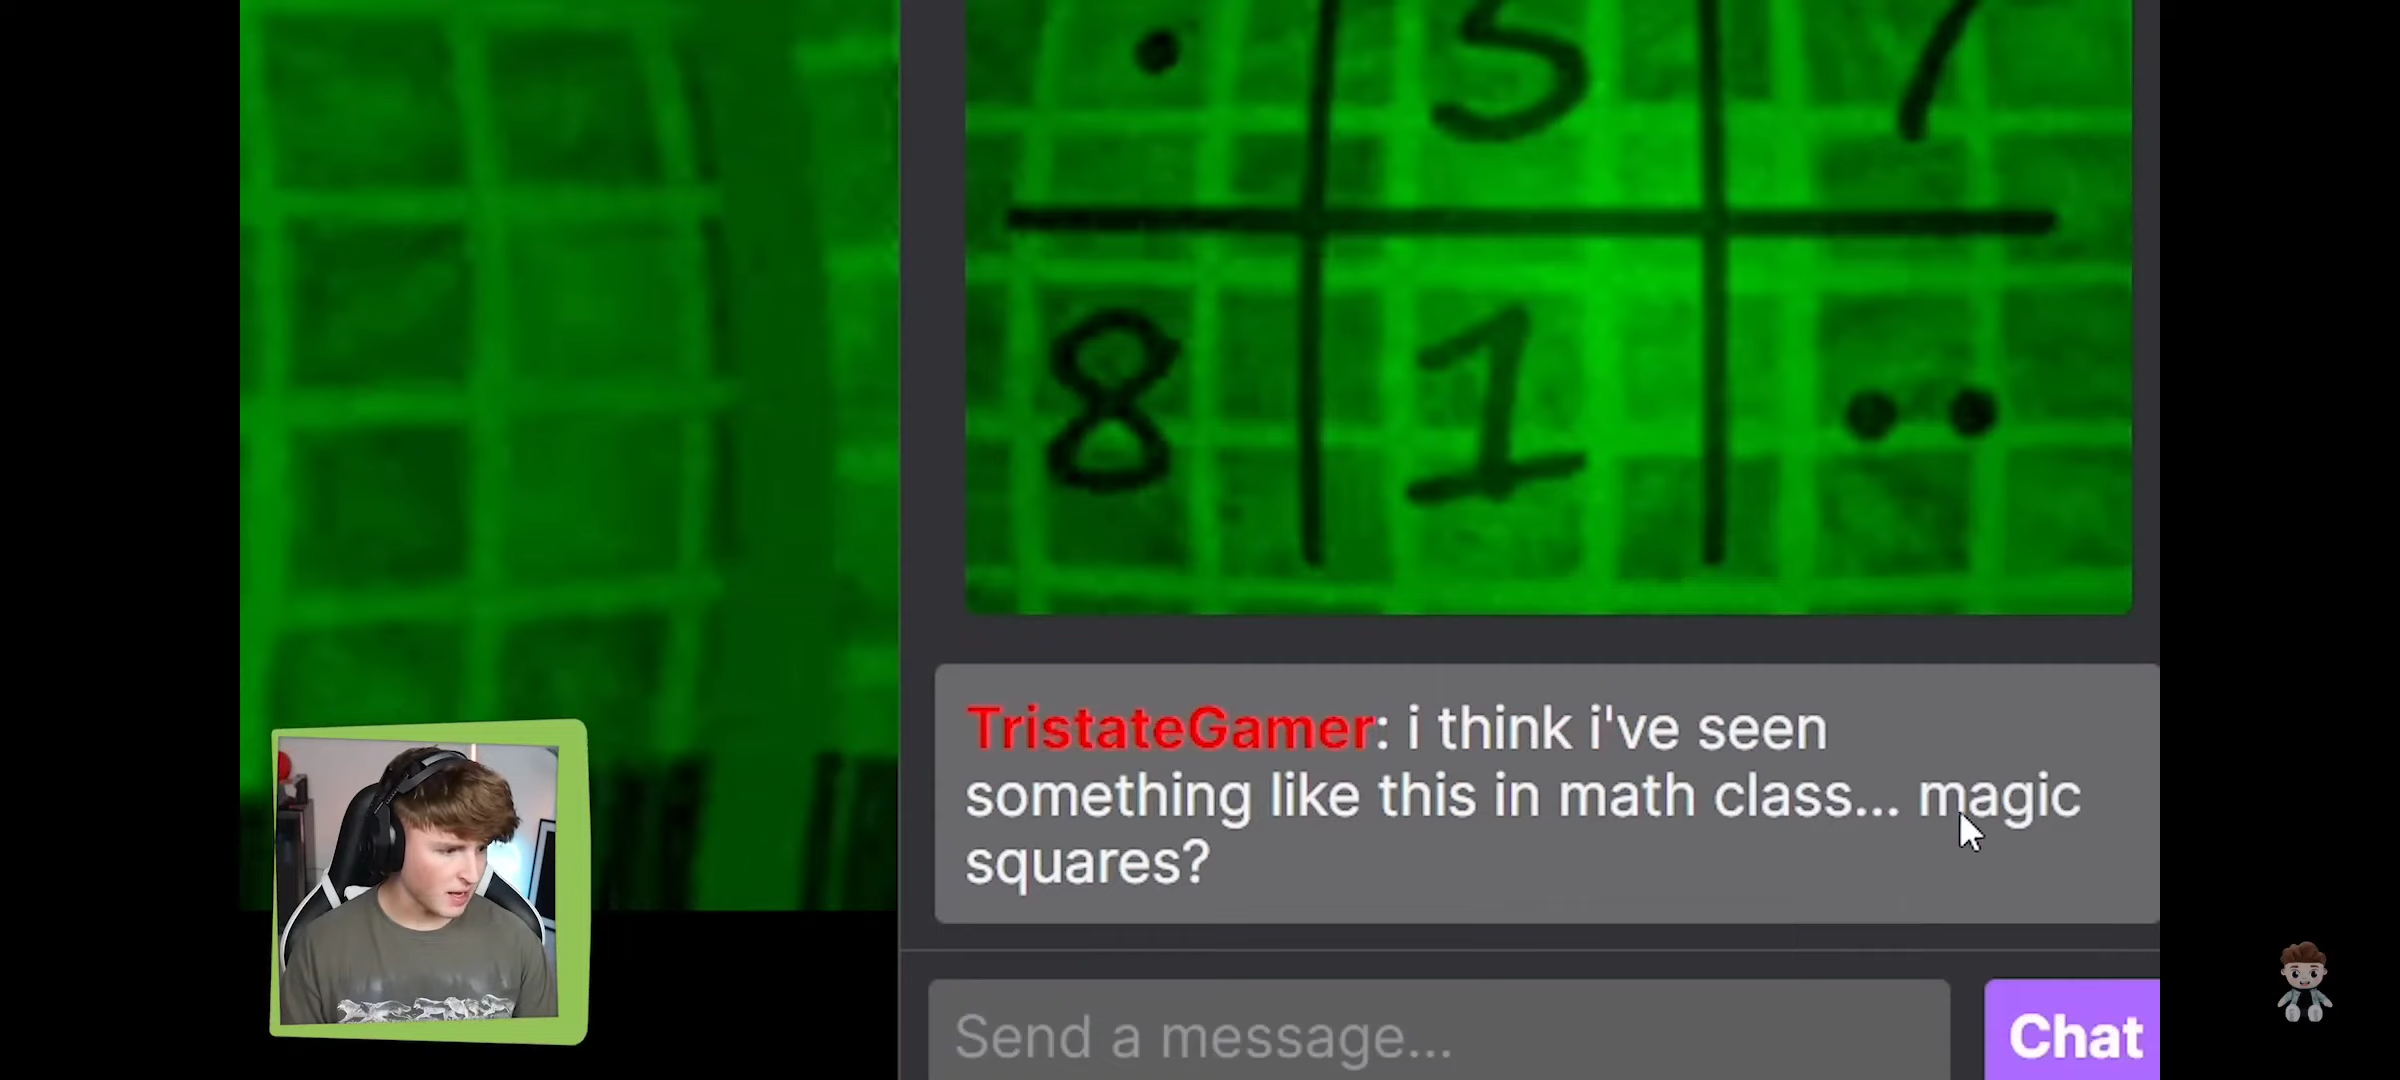 5 7
8 1
TristateGamer: i think i've seen
something like this in math class... magic
squares?
Send a message...
Chat